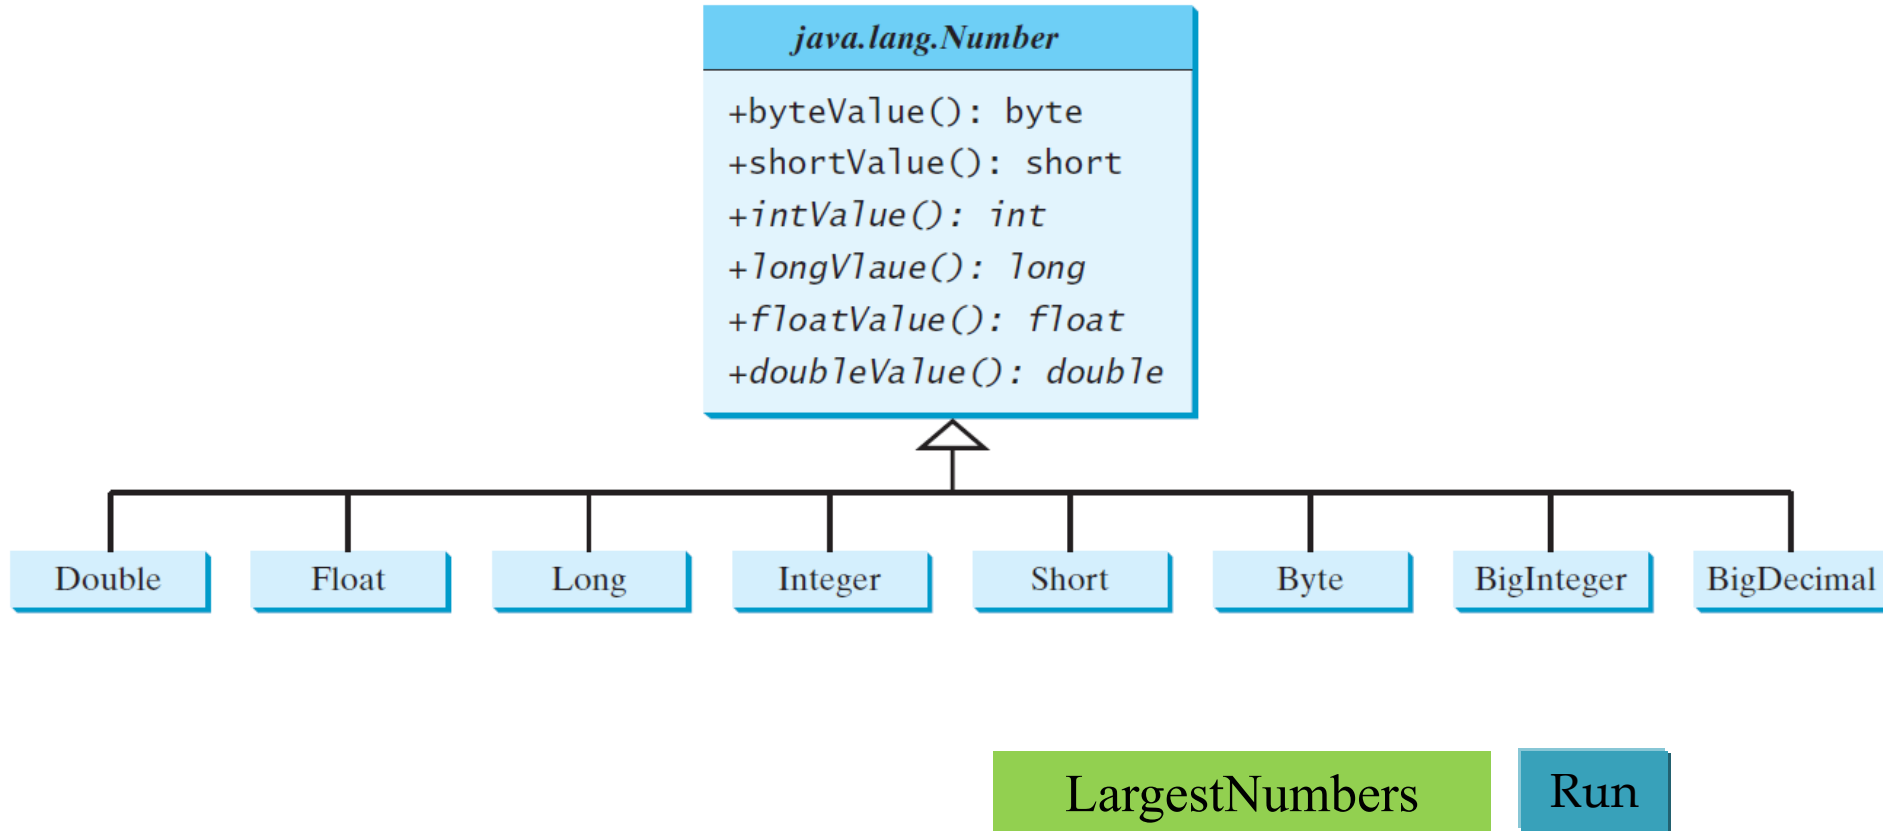 java.lang.Number
+byteValue(): byte
+shortValue(): short
+intValue(): int
+longVlaue(): long
+floatValue(): float
+doubleValue(): double
Double Float Long Integer Short Byte BigInteger BigDecimal
LargestNumbers Run